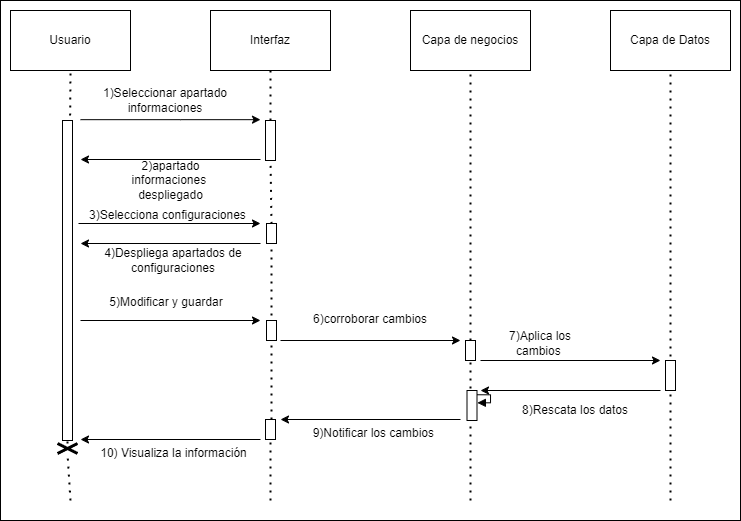 Usuario
Interfaz
Capa de negocios
Capa de Datos
1)Seleccionar apartado
informaciones
2)apartado
informaciones
despliegado
3)Selecciona configuraciones
4)Despliega apartados de
configuraciones
5)Modificar y guardar
6)corroborar cambios
7)Aplica los
cambios
8)Rescata los datos
9)Notificar los cambios
10) Visualiza la información